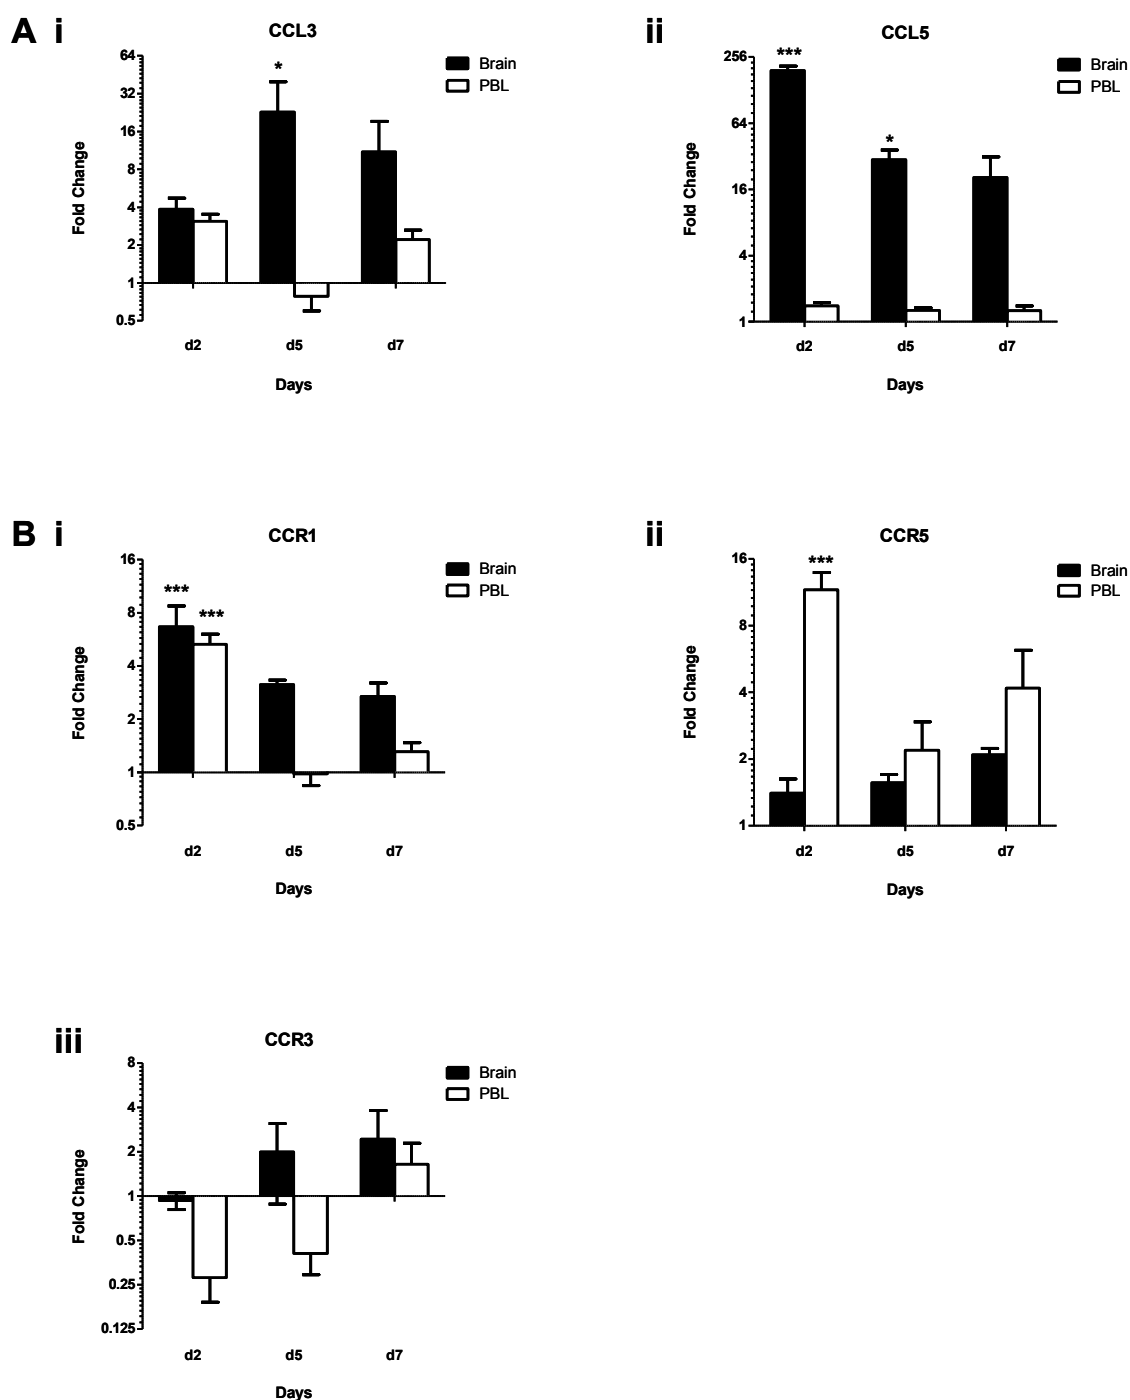 A i
CCL3
64
32
16
8
4
2
1
0.5
Fold Change
*
Brain
PBL
d2 d5 d7
Days
ii
CCL5
256
64
16
4
1
Fold Change
***
*
Brain
PBL
d2 d5 d7
Days
B i
CCR1
16
8
4
2
1
0.5
Fold Change
*** ***
Brain
PBL
d2 d5 d7
Days
ii
CCR5
16
8
4
2
1
Fold Change
***
Brain
PBL
d2 d5 d7
Days
iii
CCR3
8
4
2
1
0.5
0.25
0.125
Fold Change
Brain
PBL
d2 d5 d7
Days